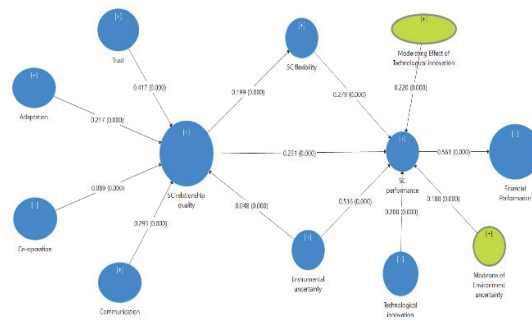 [+]
Trust
0.417 (0.000)
[+]
Adaptation
0.217 (0.000)
[+]
SC flexibility
0.199 (0.000)
0.279 (0.000)
[+]
Moderating Effect of
Technological innovation
0.220 (0.000)
[+]
SC relationship
quality
0.251 (0.000)
[+]
SC
performance
0.561 (0.000)
[-]
Financial
Performance
0.089 (0.000)
[-]
Co-operation
0.293 (0.000)
[+]
Communication
0.048 (0.000)
0.516 (0.000)
[-]
Enviromental
uncertainty
0.200 (0.000)
[-]
Technological
innovation
0.188 (0.000)
[+]
Moderate of
Environment
uncertainty